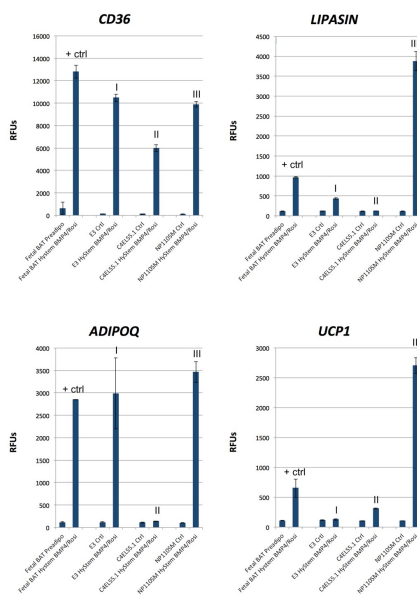 CD36
16000
14000
12000
10000
8000
6000
4000
2000
0
RFUs
+ ctrl
I
II
III
Fetal BAT Preadipo
Fetal BAT HyStem BMP4/Rosi
E3 Crtl
E3 HyStem BMP4/Rosi
C4ELS5.1 Ctrl
C4ELS5.1 HyStem BMP4/Rosi
NP110SM Ctrl
NP110SM HyStem BMP4/Rosi
LIPASIN
4500
4000
3500
3000
2500
2000
1500
1000
500
0
RFUs
+ ctrl
I
II
III
Fetal BAT Preadipo
Fetal BAT HyStem BMP4/Rosi
E3 Crtl
E3 HyStem BMP4/Rosi
C4ELS5.1 Ctrl
C4ELS5.1 HyStem BMP4/Rosi
NP110SM Ctrl
NP110SM HyStem BMP4/Rosi
ADIPOQ
4000
3500
3000
2500
2000
1500
1000
500
0
RFUs
+ ctrl
I
II
III
Fetal BAT Preadipo
Fetal BAT HyStem BMP4/Rosi
E3 Crtl
E3 HyStem BMP4/Rosi
C4ELS5.1 Ctrl
C4ELS5.1 HyStem BMP4/Rosi
NP110SM Ctrl
NP110SM HyStem BMP4/Rosi
UCP1
3000
2500
2000
1500
1000
500
0
RFUs
+ ctrl
I
II
III
Fetal BAT Preadipo
Fetal BAT HyStem BMP4/Rosi
E3 Crtl
E3 HyStem BMP4/Rosi
C4ELS5.1 Ctrl
C4ELS5.1 HyStem BMP4/Rosi
NP110SM Ctrl
NP110SM HyStem BMP4/Rosi